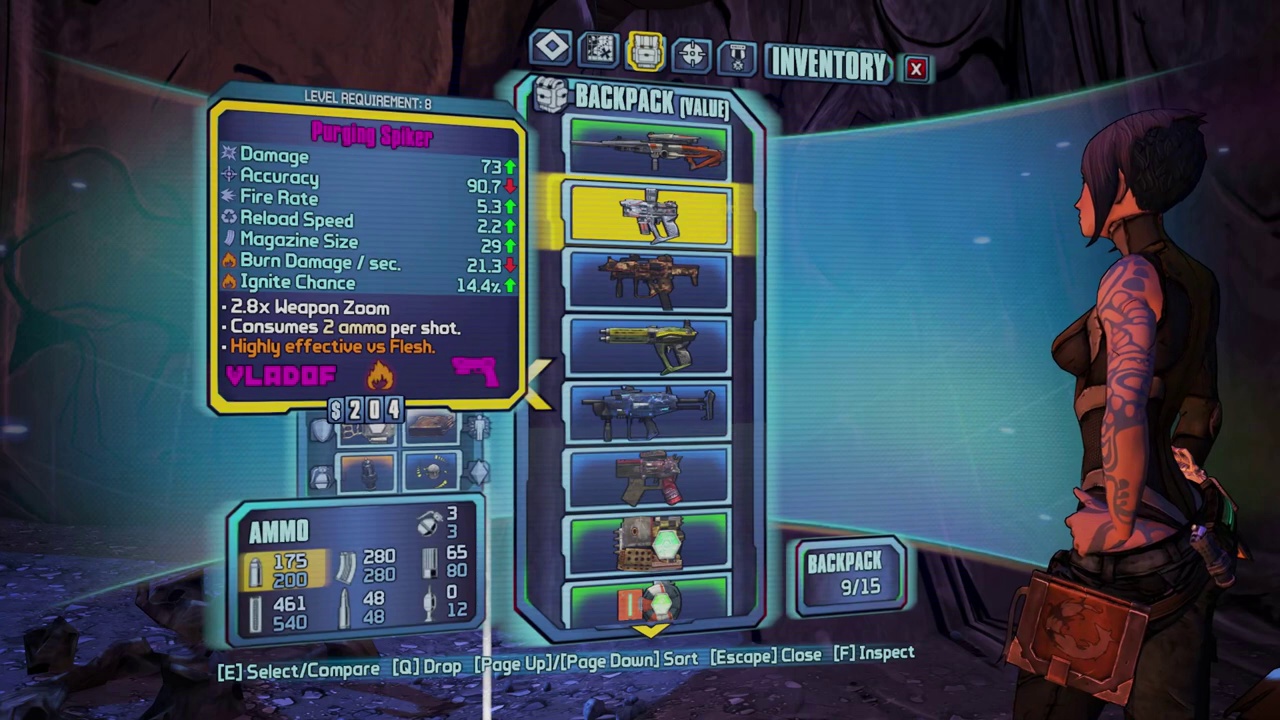 INVENTORY
X
LEVEL REQUIREMENT: 8
Purging Spiker
Damage 73
Accuracy 90.7
Fire Rate 5.3
Reload Speed 2.2
Magazine Size 29
Burn Damage / sec. 21.3
Ignite Chance 14.4%
• 2.8x Weapon Zoom
• Consumes 2 ammo per shot.
• Highly effective vs Flesh.
VLADOF
$204
BACKPACK [VALUE]
AMMO
3
3
175 280 65
200 280 80
461 48 0
540 48 12
BACKPACK
9/15
[E] Select/Compare [Q] Drop [Page Up]/[Page Down] Sort [Escape] Close [F] Inspect